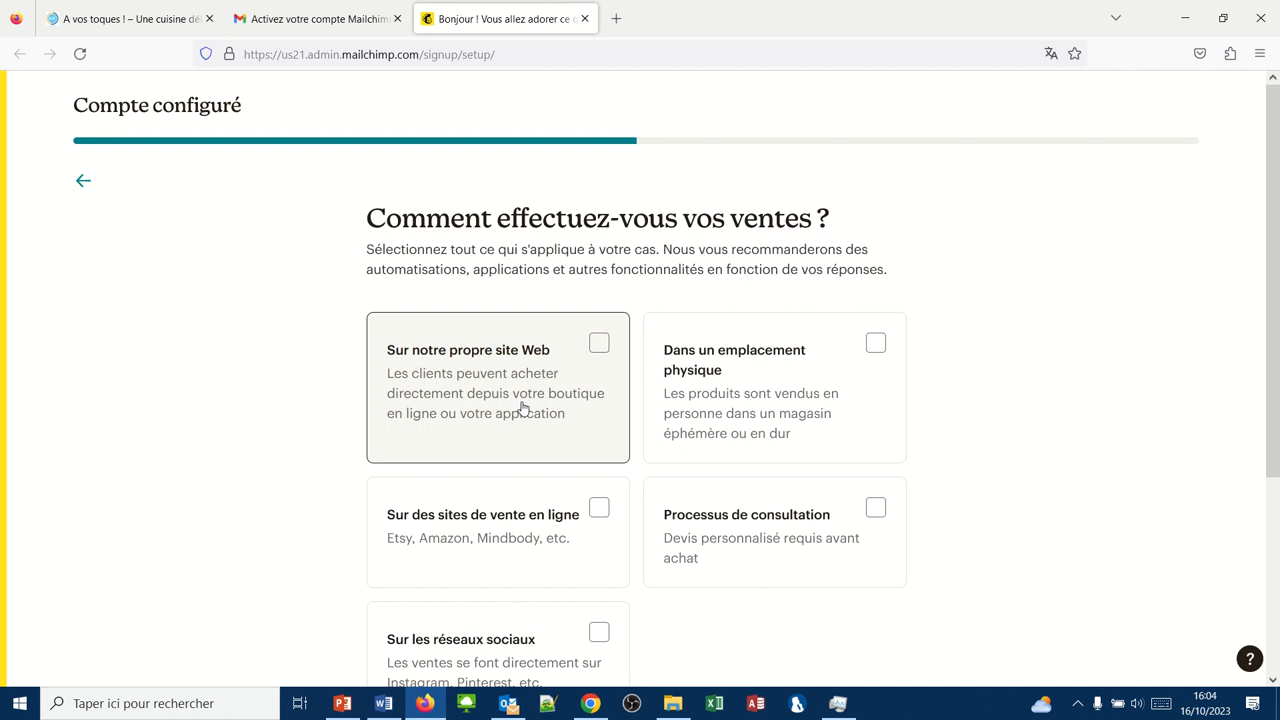 A vos toques ! – Une cuisine dél
Activez votre compte Mailchim
Bonjour ! Vous allez adorer ce c
https://us21.admin.mailchimp.com/signup/setup/
Compte configuré
Comment effectuez-vous vos ventes ?
Sélectionnez tout ce qui s'applique à votre cas. Nous vous recommanderons des
automatisations, applications et autres fonctionnalités en fonction de vos réponses.
Sur notre propre site Web
Les clients peuvent acheter
directement depuis votre boutique
en ligne ou votre application
Dans un emplacement
physique
Les produits sont vendus en
personne dans un magasin
éphémère ou en dur
Sur des sites de vente en ligne
Etsy, Amazon, Mindbody, etc.
Processus de consultation
Devis personnalisé requis avant
achat
Sur les réseaux sociaux
Les ventes se font directement sur
Instagram, Pinterest, etc.
?
Taper ici pour rechercher
16:04
16/10/2023